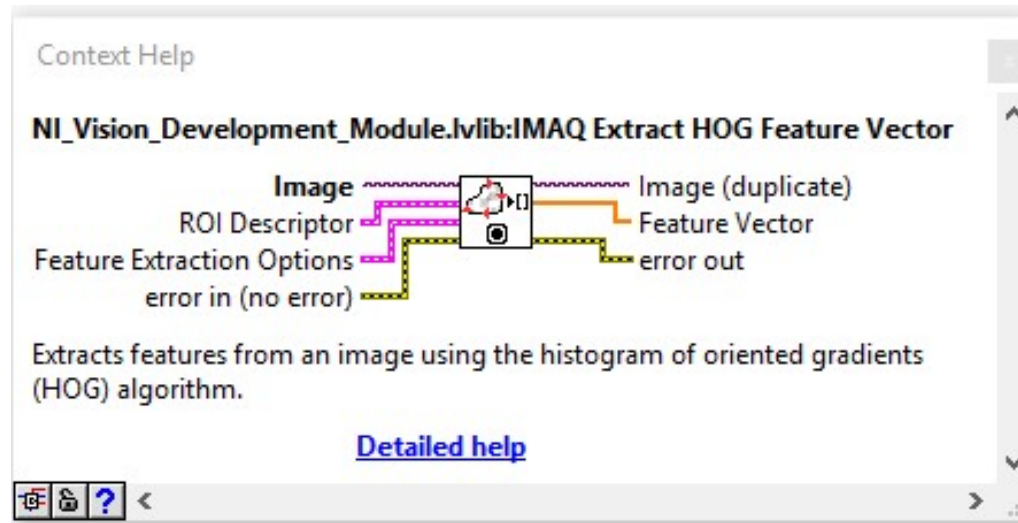 Context Help
NI_Vision_Development_Module.lvlib:IMAQ Extract HOG Feature Vector
Image
Image (duplicate)
ROI Descriptor
Feature Vector
Feature Extraction Options
error out
error in (no error)
Extracts features from an image using the histogram of oriented gradients
(HOG) algorithm.
Detailed help
?